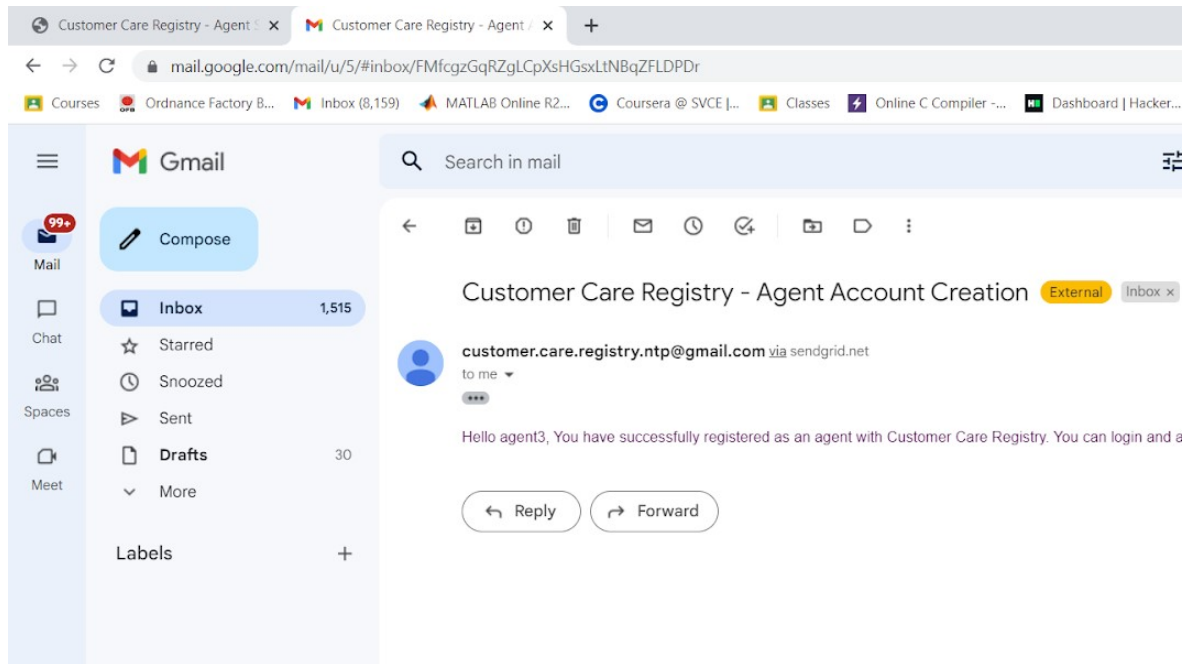 Customer Care Registry - Agent S
Customer Care Registry - Agent A
mail.google.com/mail/u/5/#inbox/FMfcgzGqRZgLCpXsHGsxLtNBqZFLDPDr
Courses Ordnance Factory B... Inbox (8,159) MATLAB Online R2... Coursera @ SVCE |... Classes Online C Compiler -... Dashboard | Hacker...
Gmail
Search in mail
99+
Mail
Chat
Spaces
Meet
Compose
Inbox 1,515
Starred
Snoozed
Sent
Drafts 30
More
Labels +
Customer Care Registry - Agent Account Creation External Inbox ×
customer.care.registry.ntp@gmail.com via sendgrid.net
to me
Hello agent3, You have successfully registered as an agent with Customer Care Registry. You can login and a
Reply Forward